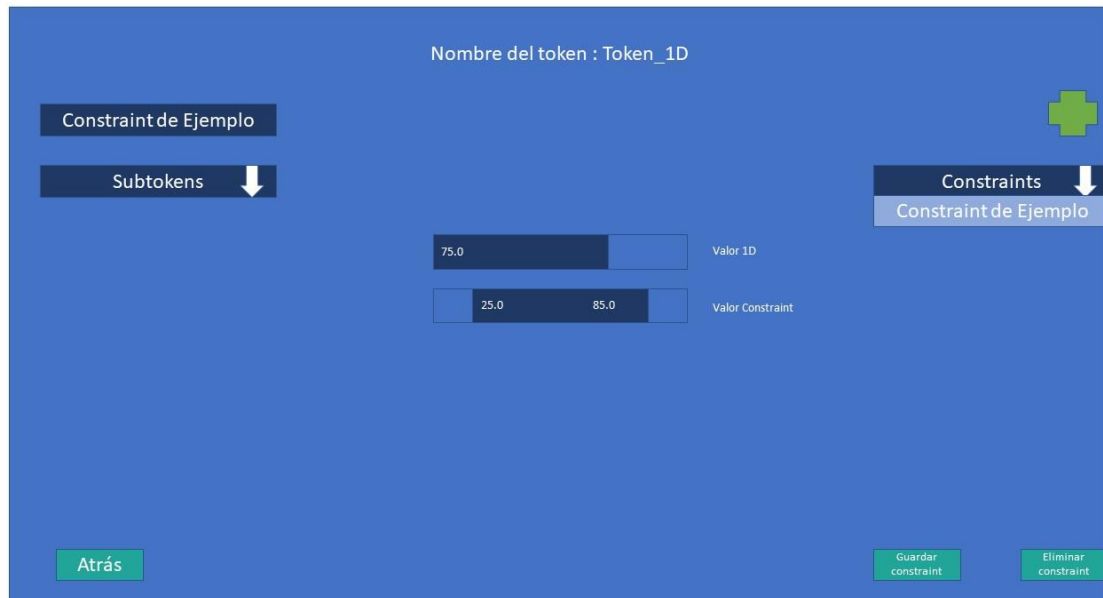 Nombre del token : Token_1D
Constraint de Ejemplo
Subtokens
Constraints
Constraint de Ejemplo
75.0
Valor 1D
25.0
85.0
Valor Constraint
Atrás
Guardar
constraint
Eliminar
constraint